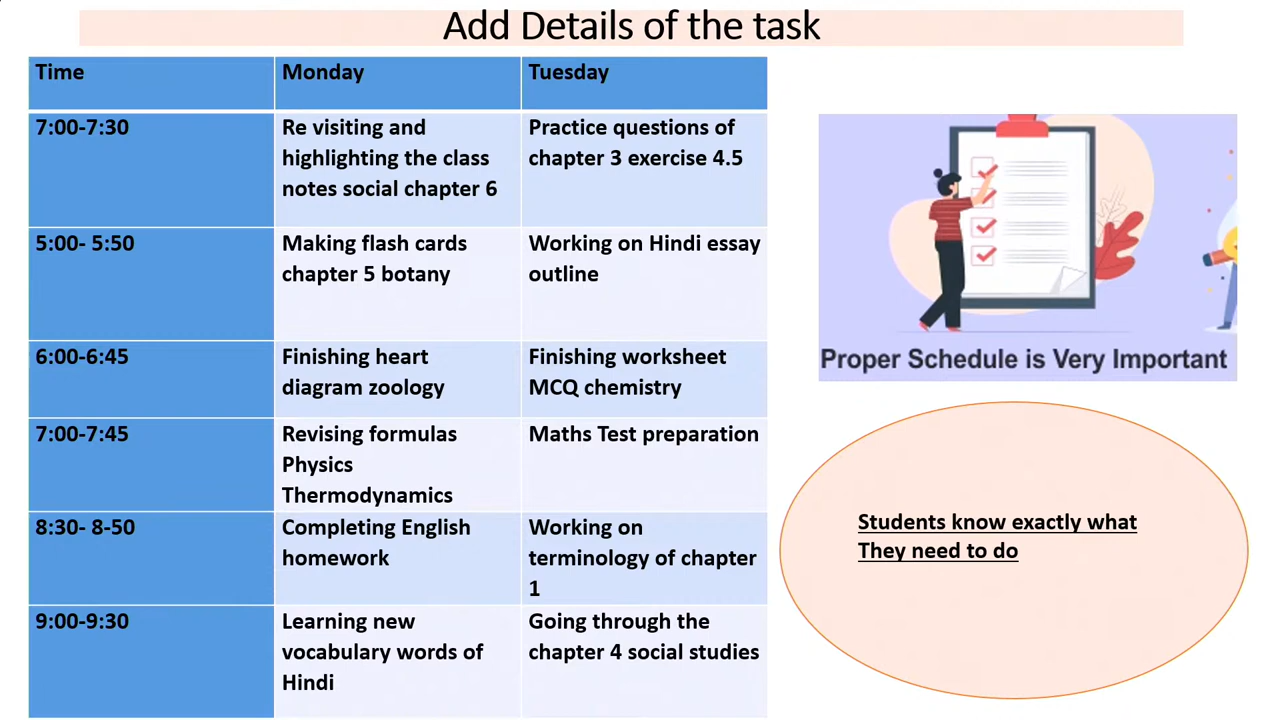 Add Details of the task
Time
Monday
Tuesday
7:00-7:30
Re visiting and
highlighting the class
notes social chapter 6
Practice questions of
chapter 3 exercise 4.5
5:00- 5:50
Making flash cards
chapter 5 botany
Working on Hindi essay
outline
6:00-6:45
Finishing heart
diagram zoology
Finishing worksheet
MCQ chemistry
7:00-7:45
Revising formulas
Physics
Thermodynamics
Maths Test preparation
8:30- 8-50
Completing English
homework
Working on
terminology of chapter
1
9:00-9:30
Learning new
vocabulary words of
Hindi
Going through the
chapter 4 social studies
Proper Schedule is Very Important
Students know exactly what
They need to do